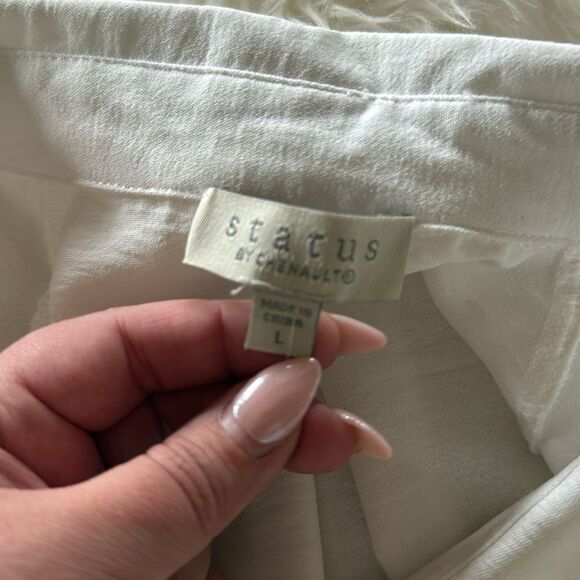 status
BY CHENAULT®
MADE IN
CHINA
L